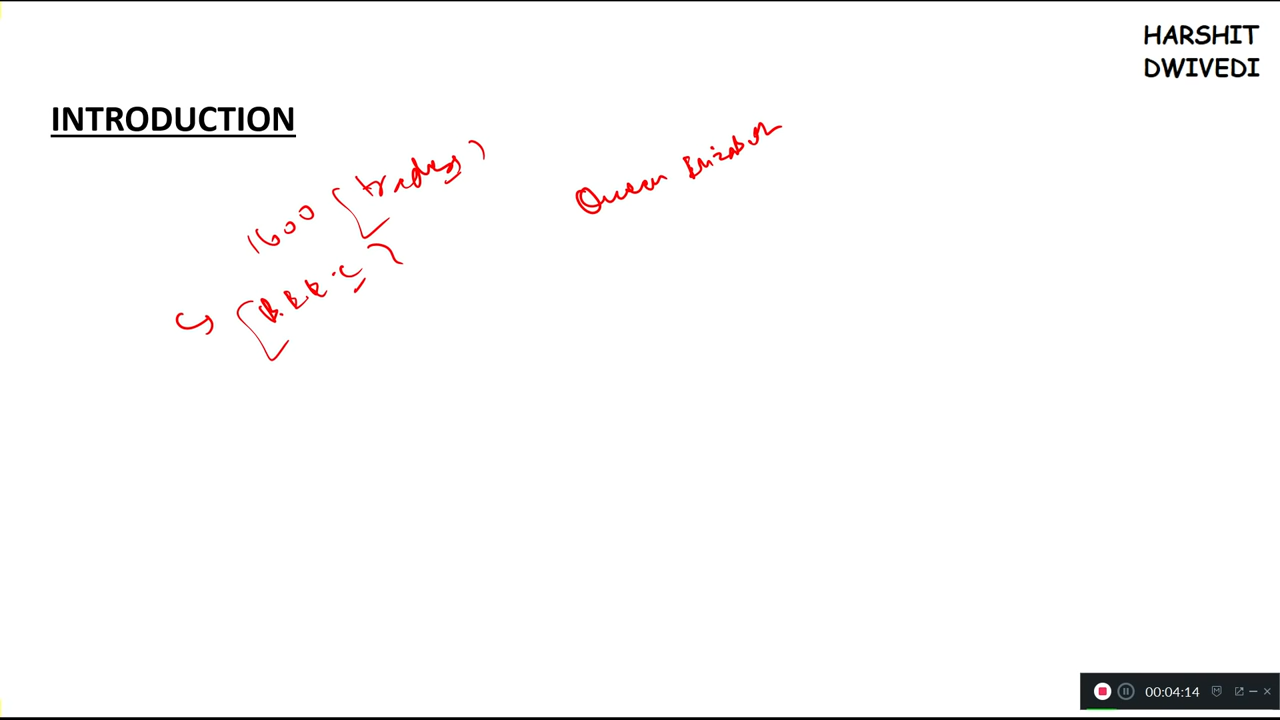 HARSHIT
DWIVEDI
INTRODUCTION
1600 [traders)
Queen Elizabeth
00:04:14